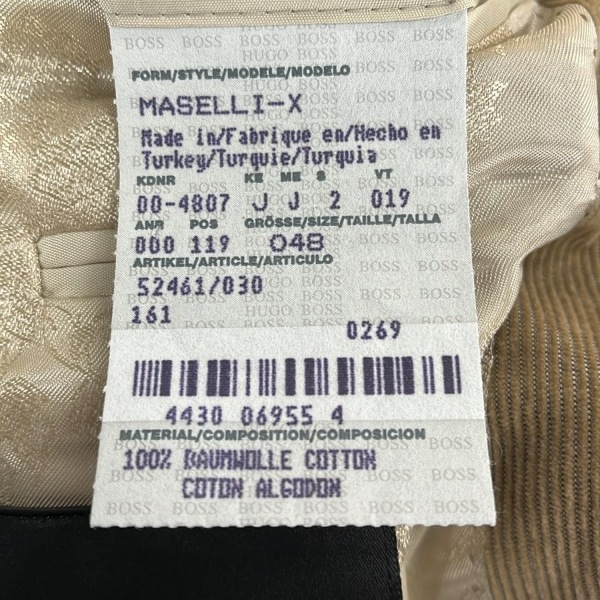 FORM/STYLE/MODELE/MODELO
MASELLI-X
Made in/Fabrique en/Hecho en
Turkey/Turquie/Turquia
KDNR KE ME S VT
00-4807 J J 2 019
ANR POS GRÖSSE/SIZE/TAILLE/TALLA
000 119 048
ARTIKEL/ARTICLE/ARTICULO
52461/030
161
0269
4430 06955 4
MATERIAL/COMPOSITION/COMPOSICION
100% BAUMWOLLE COTTON
COTON ALGODON